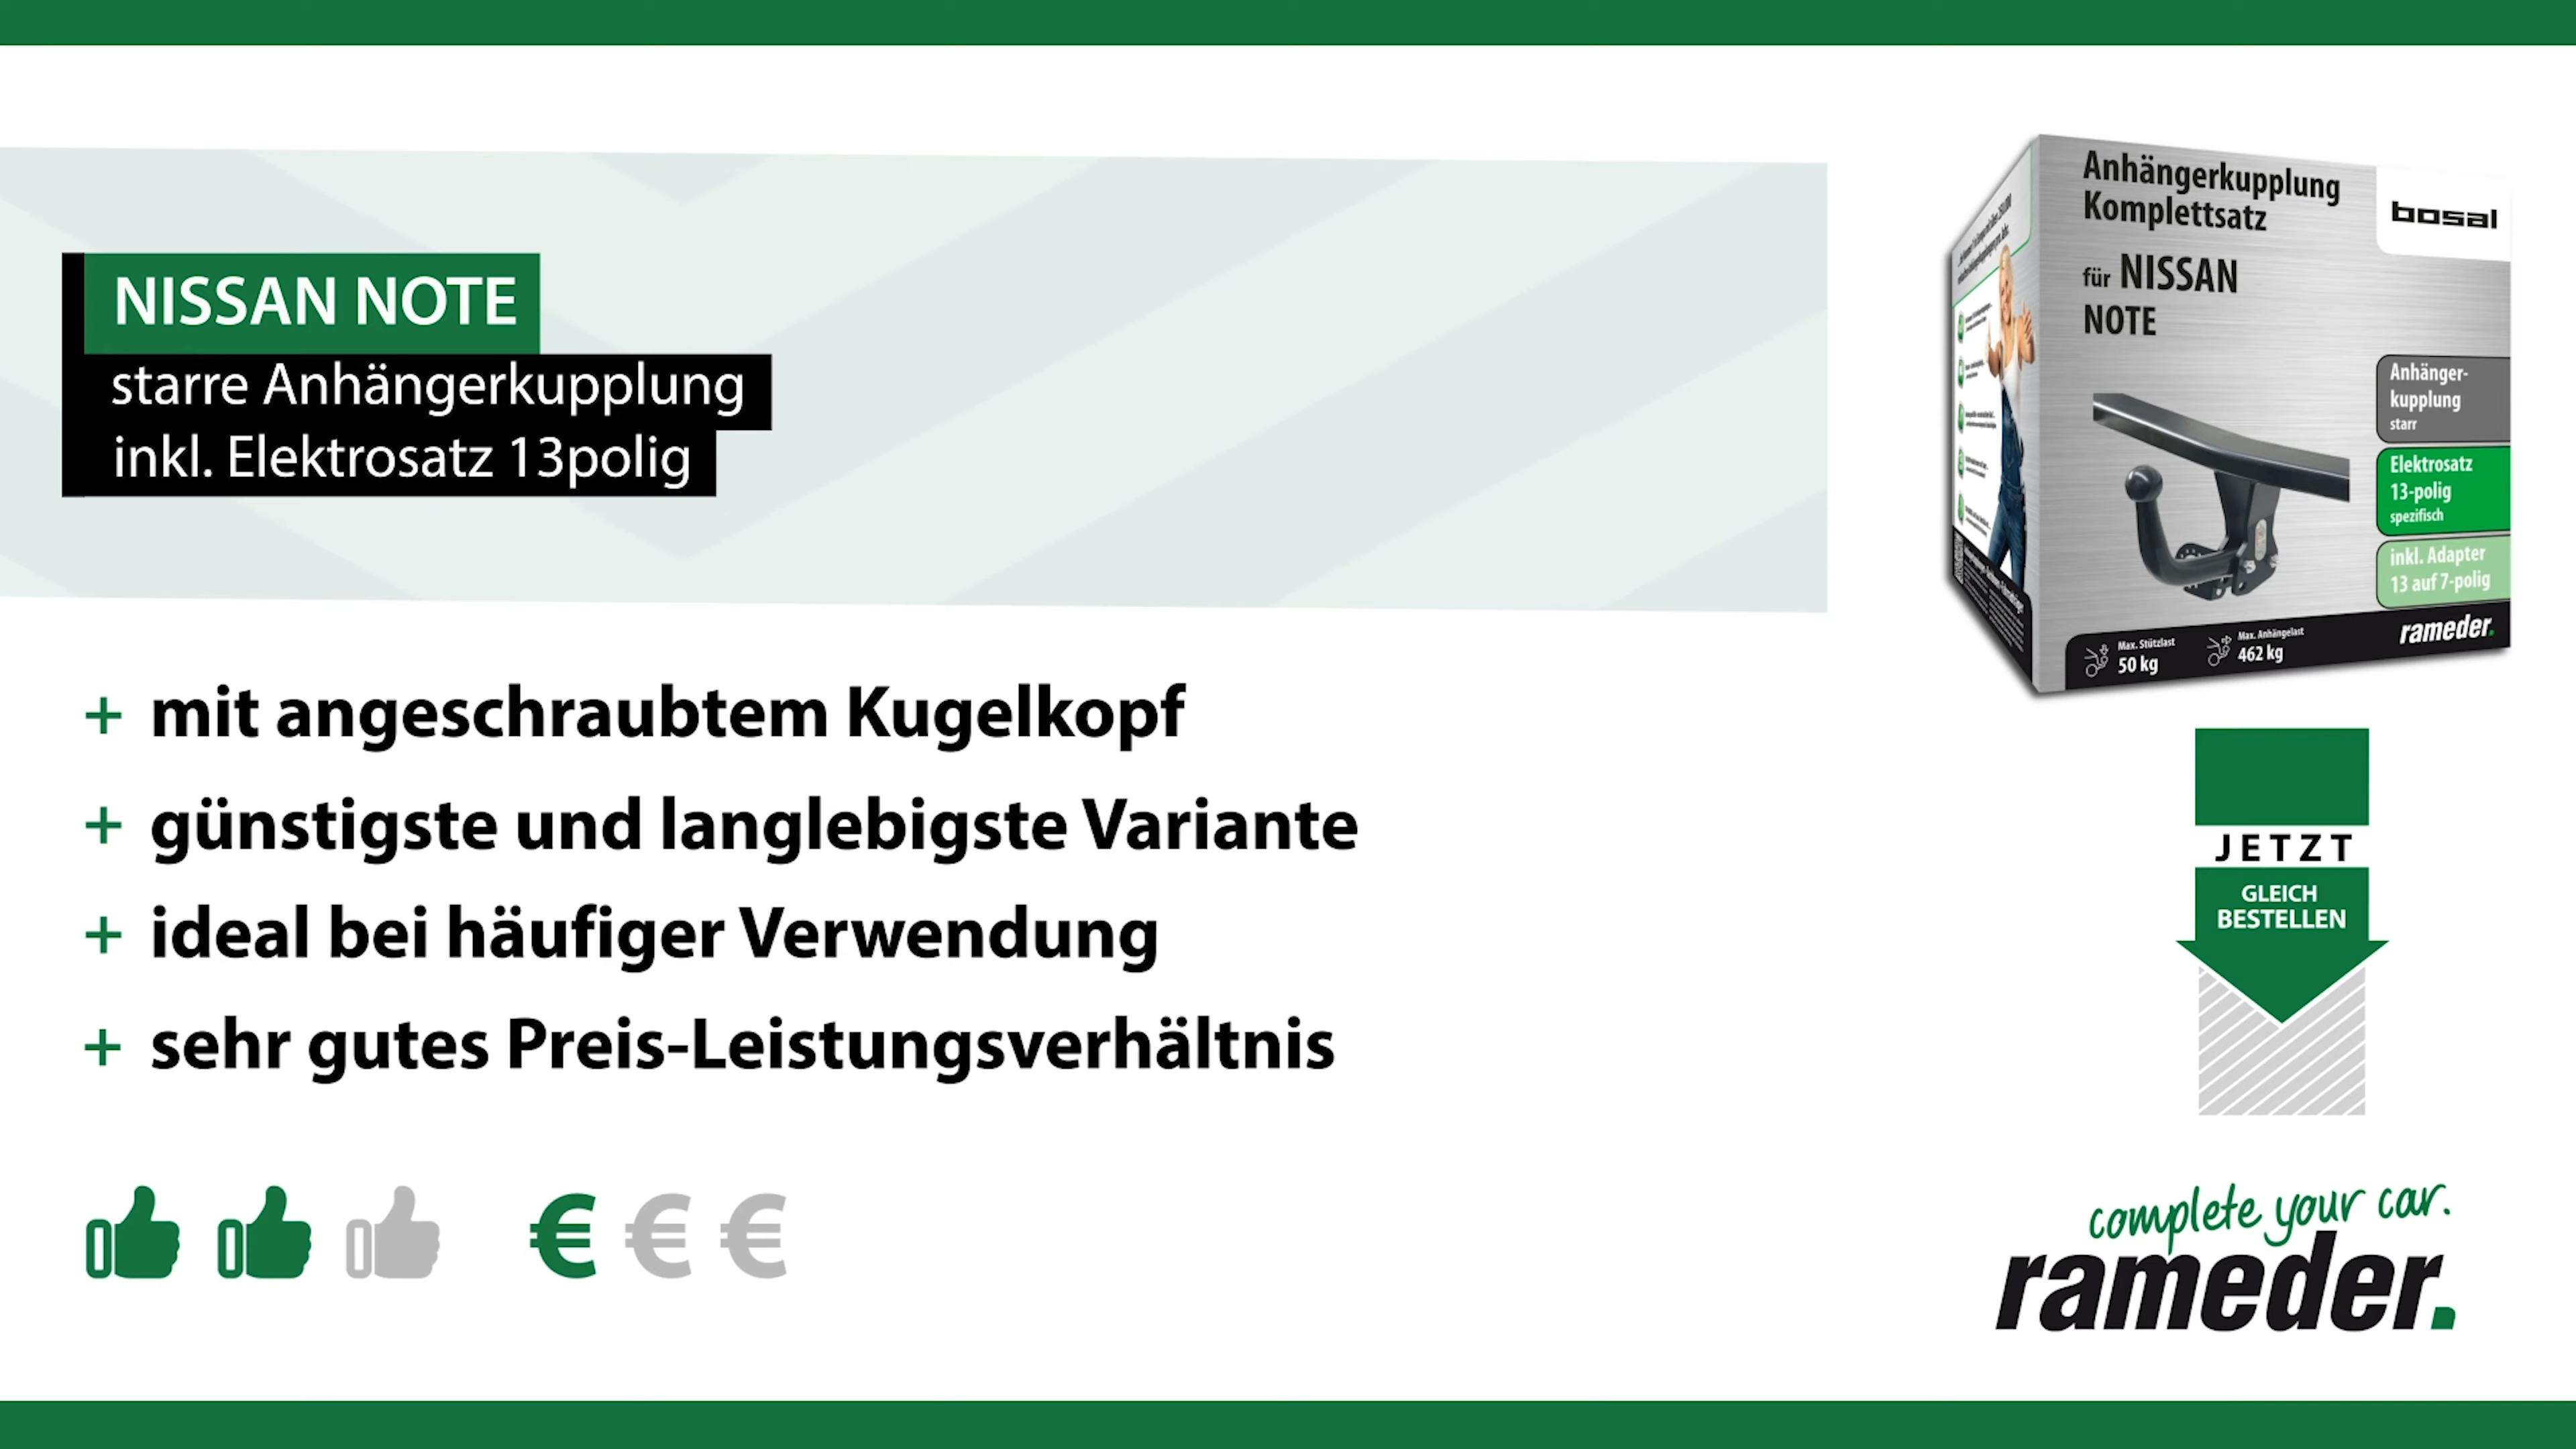 NISSAN NOTE
starre Anhängerkupplung
inkl. Elektrosatz 13polig
+ mit angeschraubtem Kugelkopf
+ günstigste und langlebigste Variante
+ ideal bei häufiger Verwendung
+ sehr gutes Preis-Leistungsverhältnis
€ € €
Anhängerkupplung
Komplettsatz
bosal
für NISSAN
NOTE
Anhänger-
kupplung
starr
Elektrosatz
13-polig
spezifisch
inkl. Adapter
13 auf 7-polig
Max. Stützlast
50 kg
Max. Anhängelast
462 kg
rameder.
JETZT
GLEICH
BESTELLEN
complete your car.
rameder.